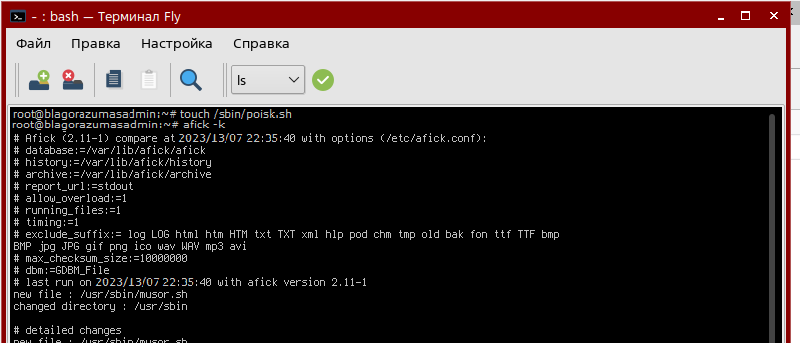 - : bash — Терминал Fly
Файл Правка Настройка Справка
ls
root@blagorazumasadmin:~# touch /sbin/poisk.sh
root@blagorazumasadmin:~# afick -k
# Afick (2.11-1) compare at 2023/13/07 22:35:40 with options (/etc/afick.conf):
# database:=/var/lib/afick/afick
# history:=/var/lib/afick/history
# archive:=/var/lib/afick/archive
# report_url:=stdout
# allow_overload:=1
# running_files:=1
# timing:=1
# exclude_suffix:= log LOG html htm HTM txt TXT xml hlp pod chm tmp old bak fon ttf TTF bmp
BMP jpg JPG gif png ico wav WAV mp3 avi
# max_checksum_size:=10000000
# dbm:=GDBM_File
# last run on 2023/13/07 22:35:40 with afick version 2.11-1
new file : /usr/sbin/musor.sh
changed directory : /usr/sbin
# detailed changes
new file : /usr/sbin/musor.sh